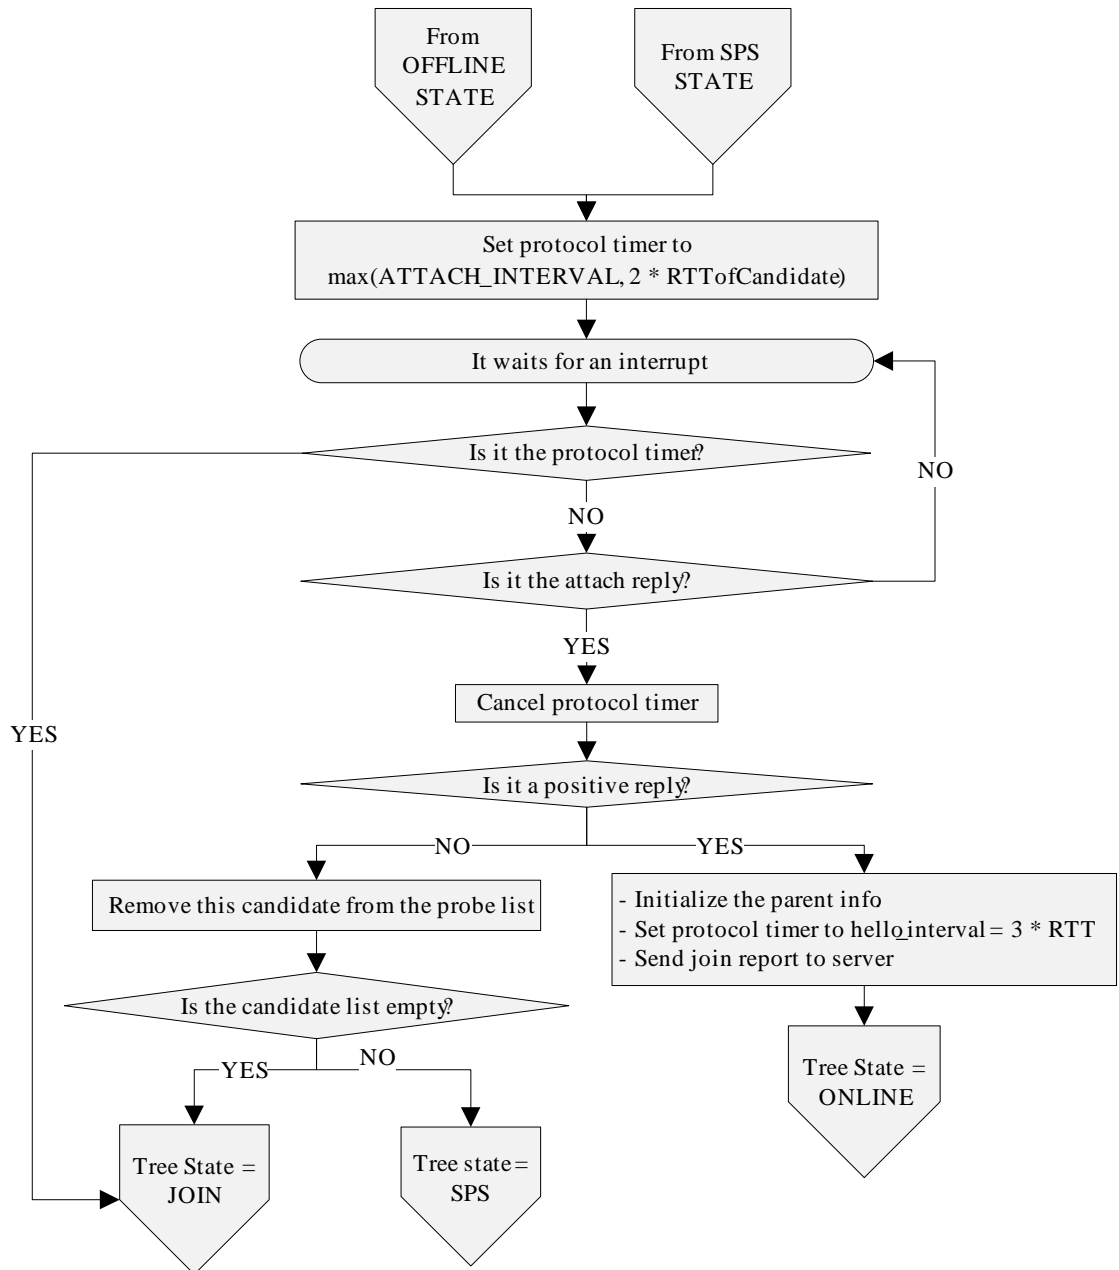 From
OFFLINE
STATE
From SPS
STATE
Set protocol timer to
max(ATTACH_INTERVAL, 2 * RTTofCandidate)
It waits for an interrupt
Is it the protocol timer?
NO
NO
Is it the attach reply?
YES
Cancel protocol timer
YES
Is it a positive reply?
NO
YES
Remove this candidate from the probe list
- Initialize the parent info
- Set protocol timer to hello_interval = 3 * RTT
- Send join report to server
Is the candidate list empty?
YES
NO
Tree State =
ONLINE
Tree State =
JOIN
Tree state =
SPS